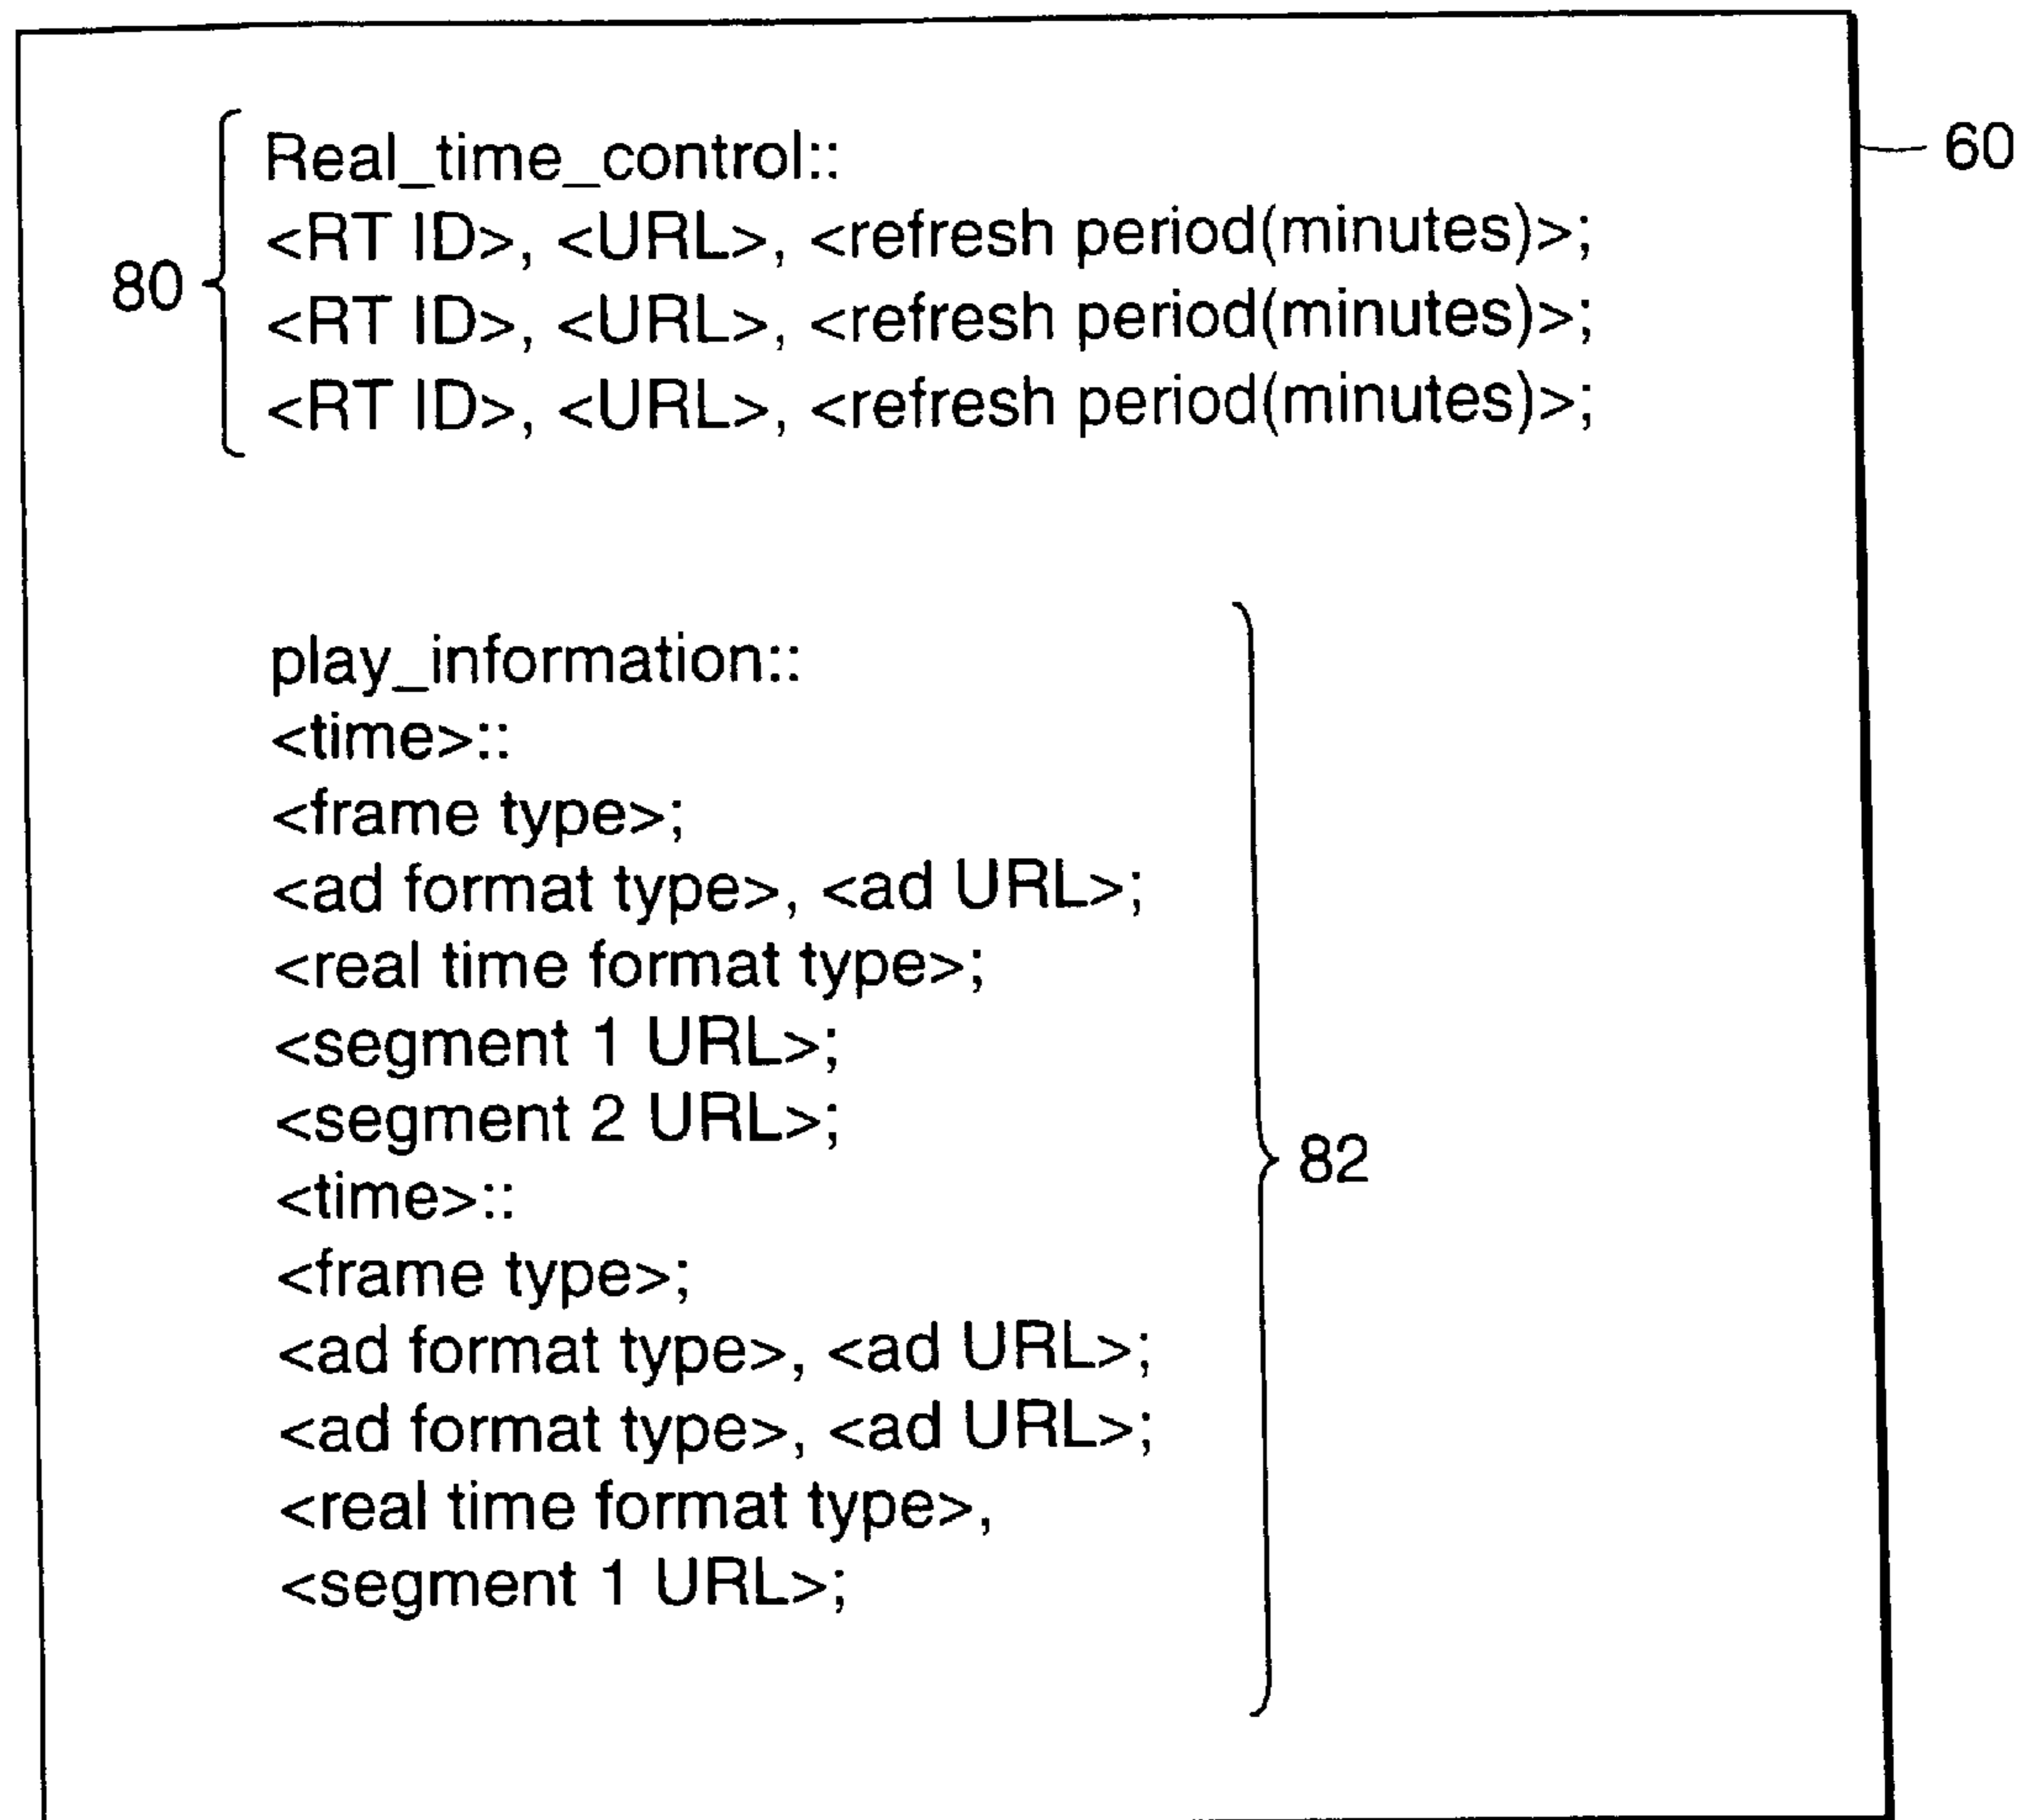 Real_time_control::
60
<RT ID>, <URL>, <refresh period(minutes)>;
80
<RT ID>, <URL>, <refresh period(minutes)>;
<RT ID>, <URL>, <refresh period(minutes)>;
play_information::
<time>::
<frame type>;
<ad format type>, <ad URL>;
<real time format type>;
<segment 1 URL>;
<segment 2 URL>;
82
<time>::
<frame type>;
<ad format type>, <ad URL>;
<ad format type>, <ad URL>;
<real time format type>,
<segment 1 URL>;